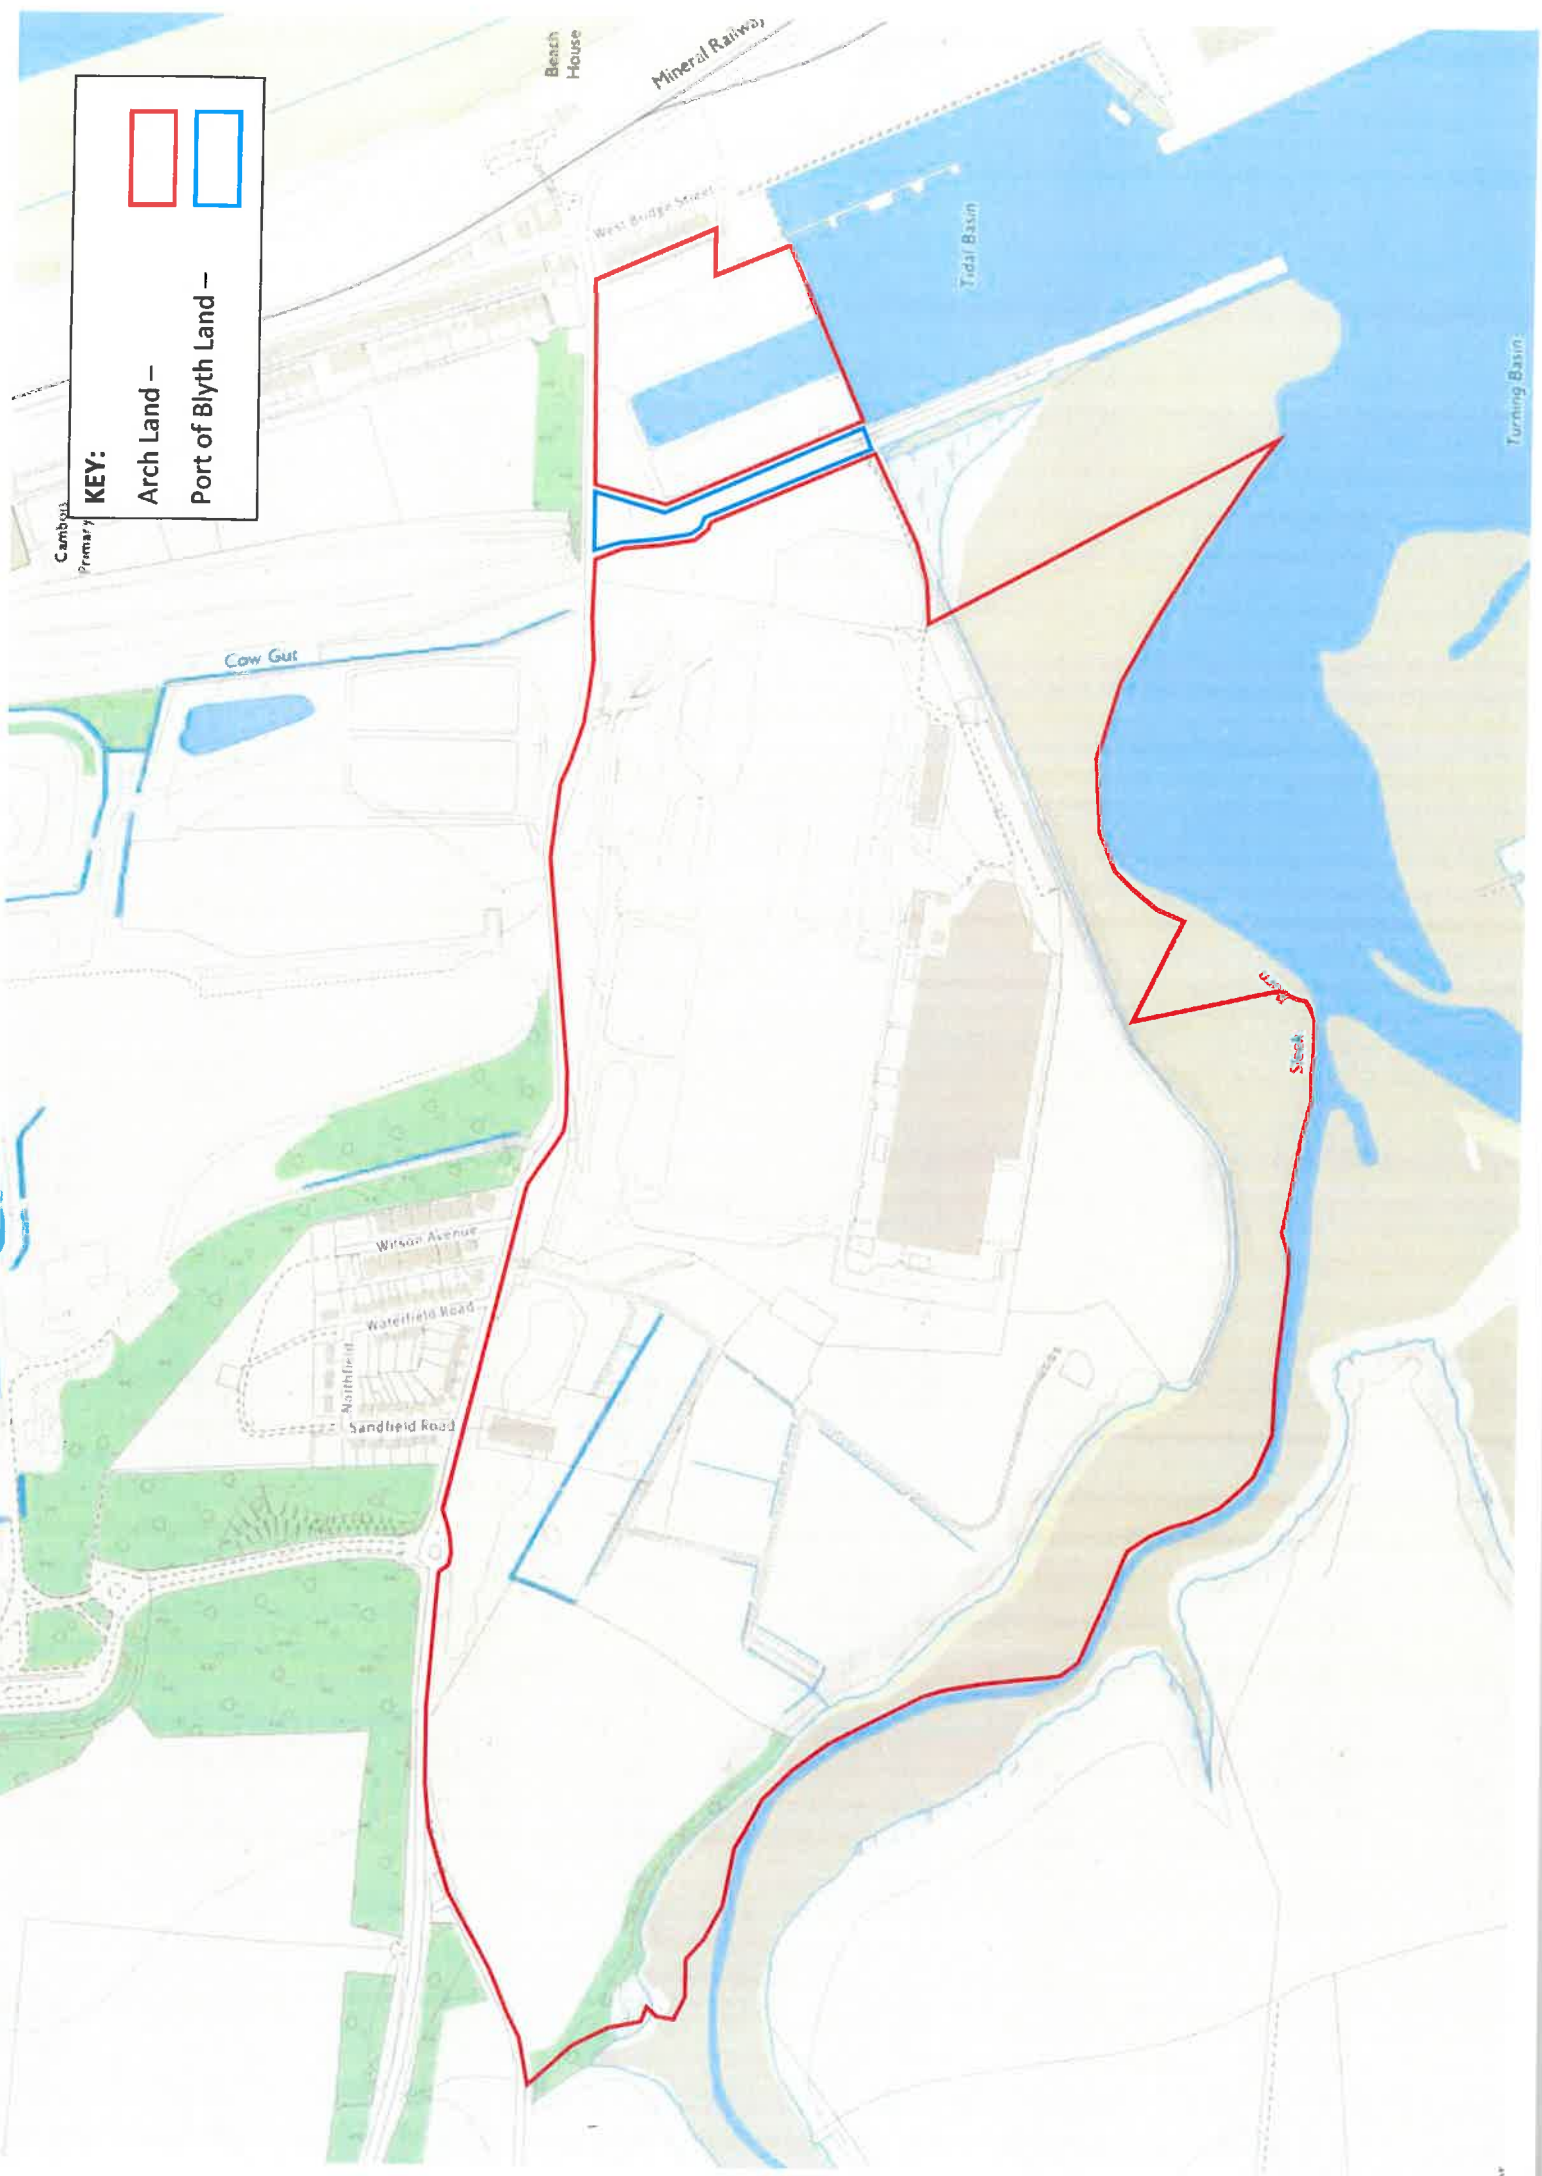 KEY:
Arch Land –
Port of Blyth Land –
Primary
Beach
House
Mineral Railway
West Bridge Street
Cow Gut
Tidal Basin
Turning Basin
Wilson Avenue
Waterfield Road
Northfield
Sandfield Road
Sleek
Burn